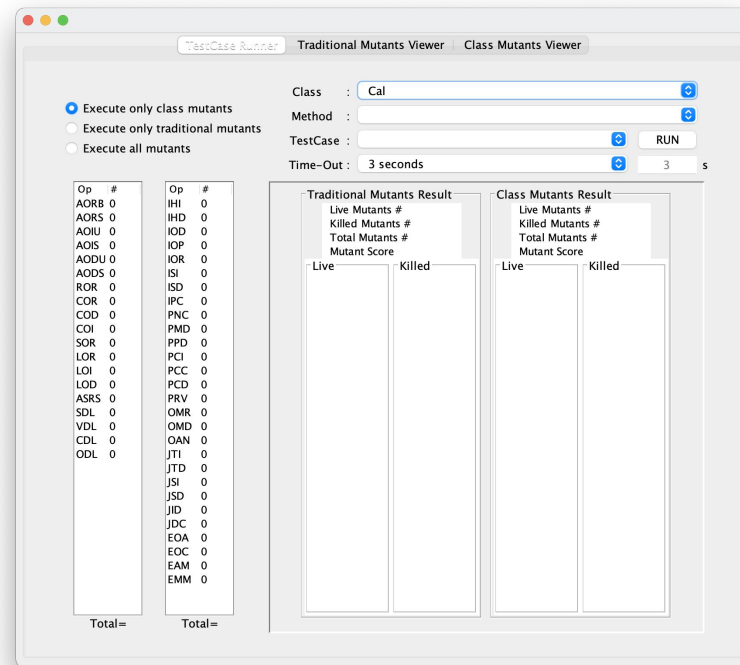 TestCase Runner Traditional Mutants Viewer Class Mutants Viewer
Execute only class mutants
Execute only traditional mutants
Execute all mutants
Class : Cal
Method :
TestCase : RUN
Time-Out : 3 seconds 3 s
Op #
AORB 0
AORS 0
AOIU 0
AOIS 0
AODU 0
AODS 0
ROR 0
COR 0
COD 0
COI 0
SOR 0
LOR 0
LOI 0
LOD 0
ASRS 0
SDL 0
VDL 0
CDL 0
ODL 0
Total=
Op #
IHI 0
IHD 0
IOD 0
IOP 0
IOR 0
ISI 0
ISD 0
IPC 0
PNC 0
PMD 0
PPD 0
PCI 0
PCC 0
PCD 0
PRV 0
OMR 0
OMD 0
OAN 0
JTI 0
JTD 0
JSI 0
JSD 0
JID 0
JDC 0
EOA 0
EOC 0
EAM 0
EMM 0
Total=
Traditional Mutants Result
Live Mutants #
Killed Mutants #
Total Mutants #
Mutant Score
Live Killed
Class Mutants Result
Live Mutants #
Killed Mutants #
Total Mutants #
Mutant Score
Live Killed